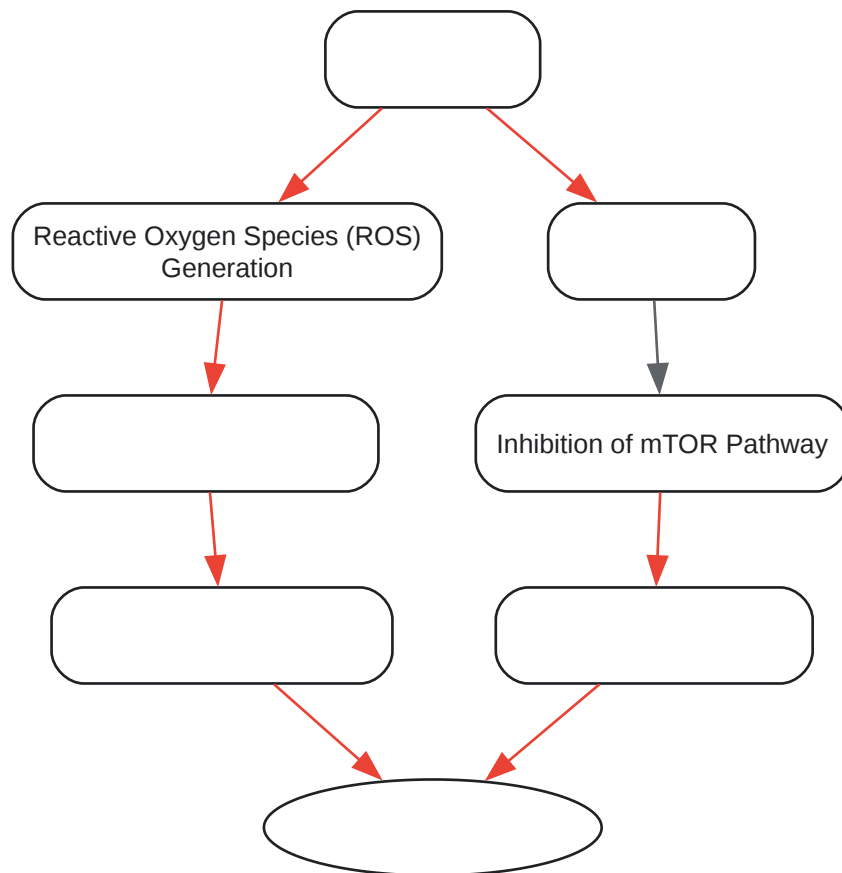 Reactive Oxygen Species (ROS)
Generation
Inhibition of mTOR Pathway